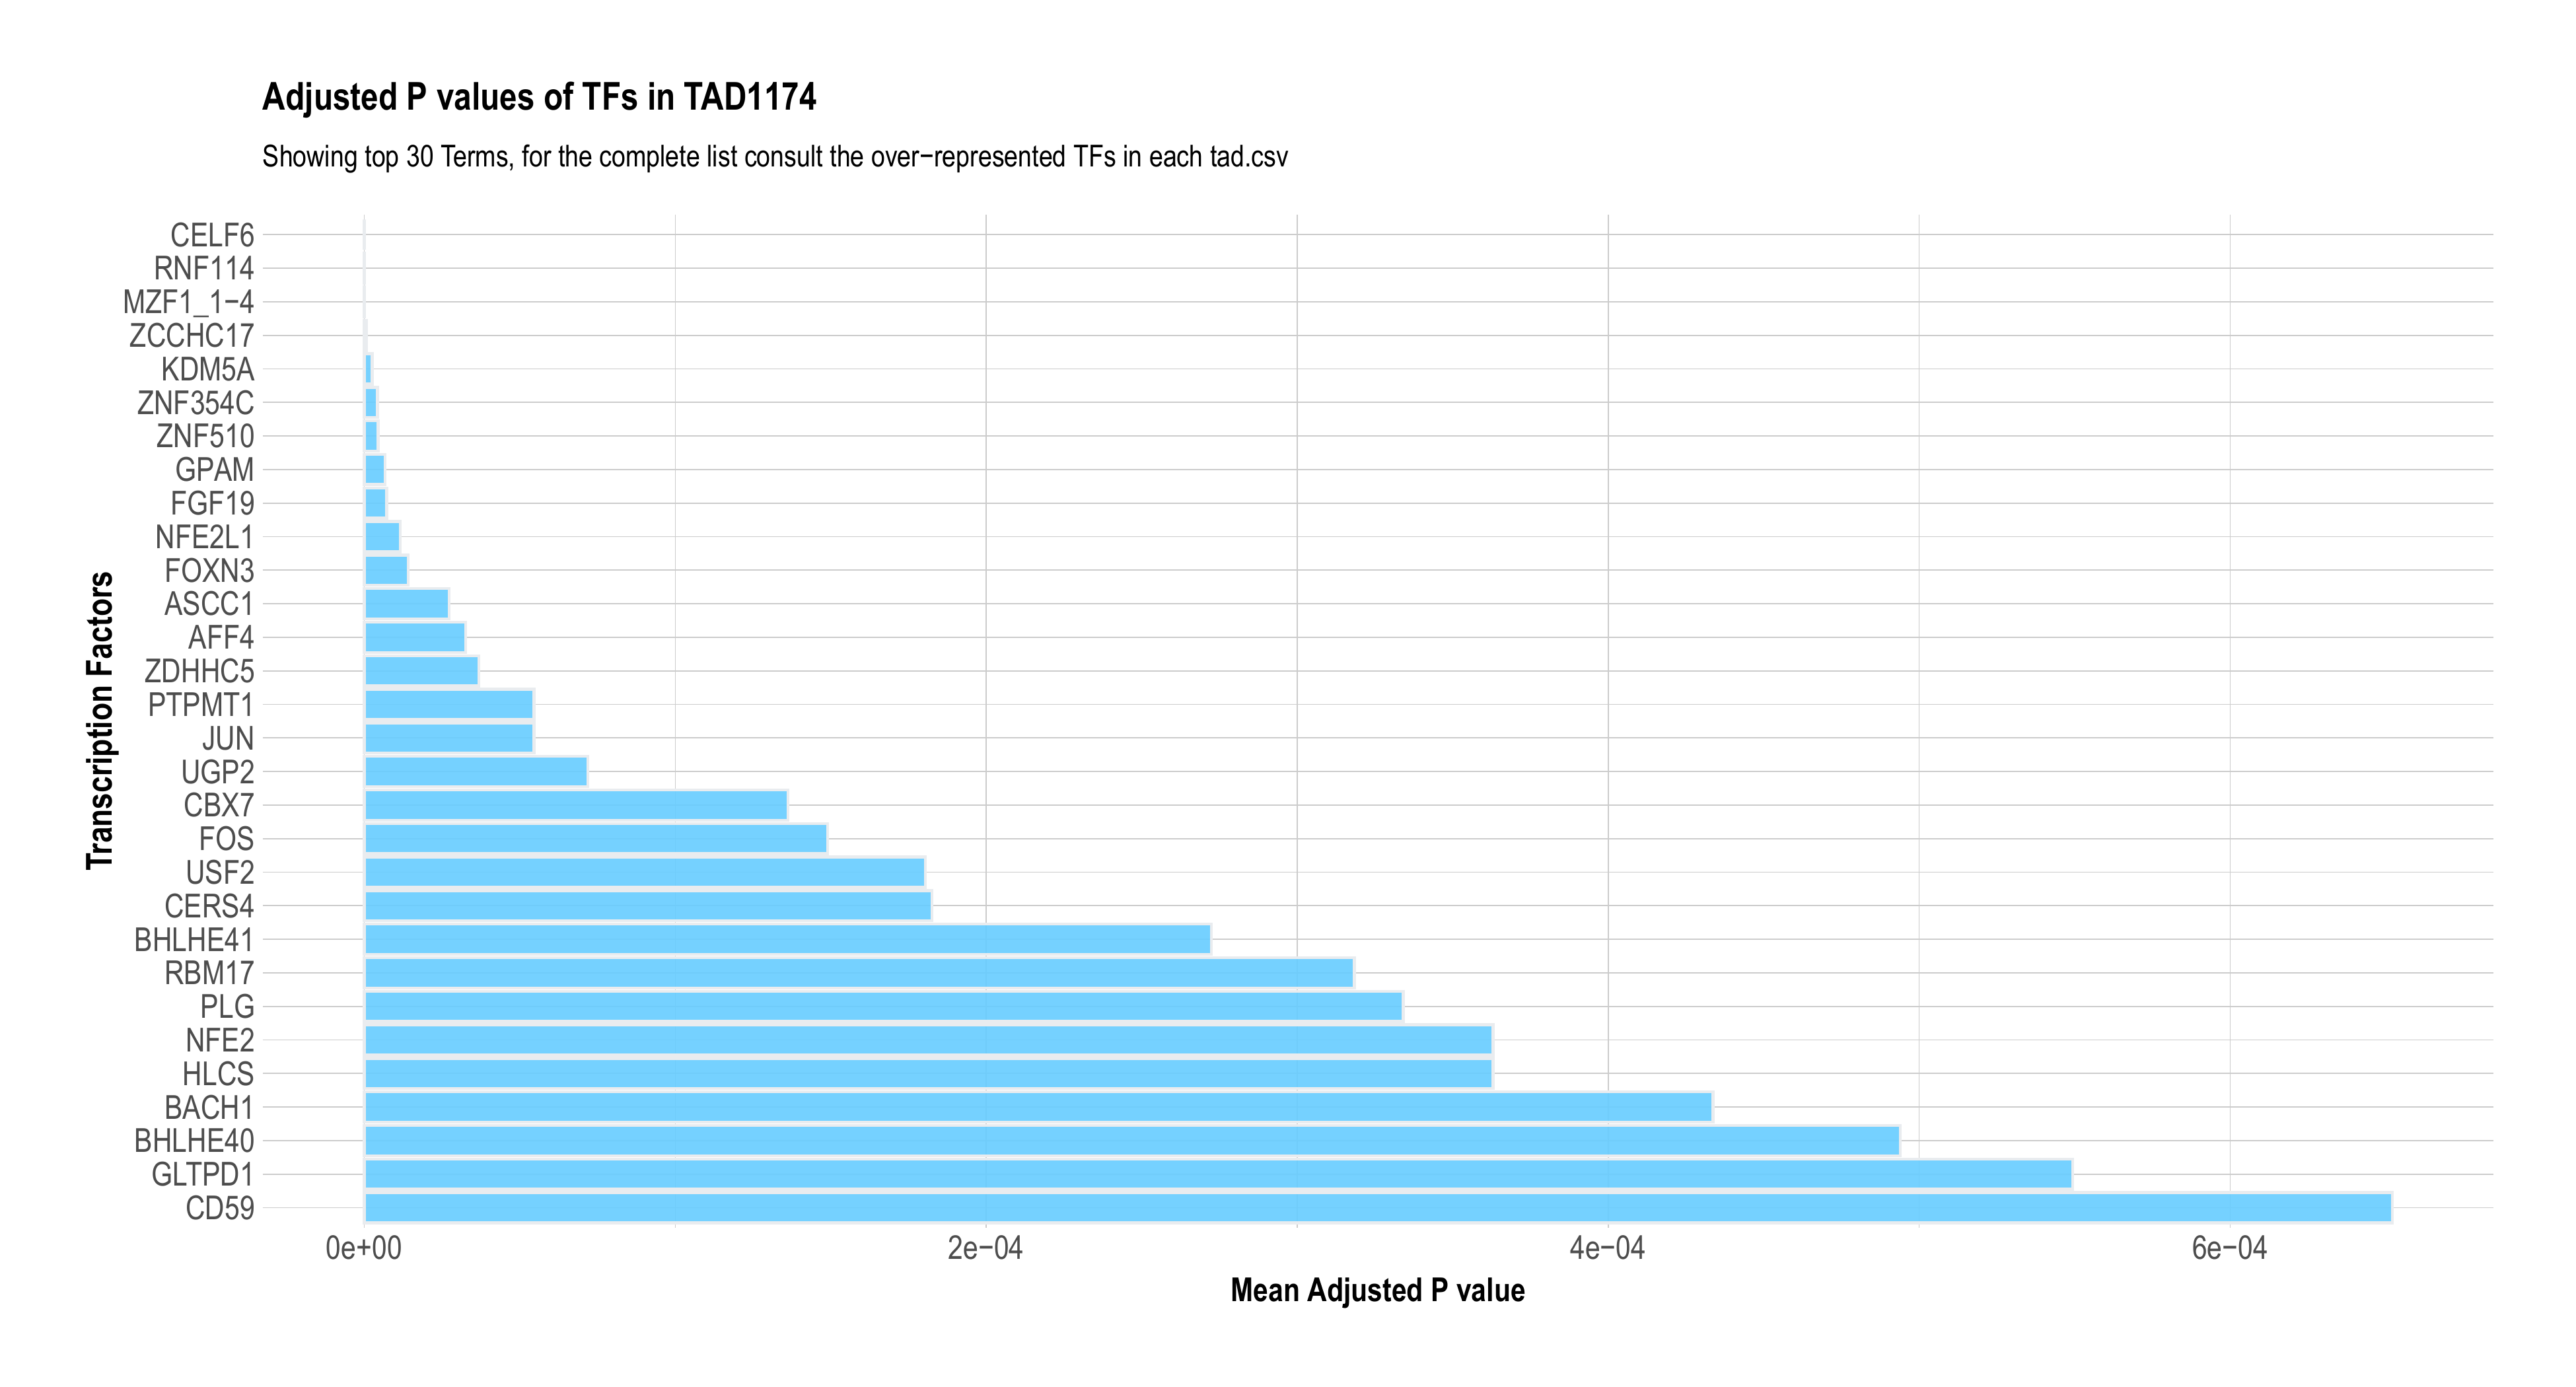 Adjusted P values of TFs in TAD1174
Showing top 30 Terms, for the complete list consult the over−represented TFs in each tad.csv
Transcription Factors
CELF6
RNF114
MZF1_1−4
ZCCHC17
KDM5A
ZNF354C
ZNF510
GPAM
FGF19
NFE2L1
FOXN3
ASCC1
AFF4
ZDHHC5
PTPMT1
JUN
UGP2
CBX7
FOS
USF2
CERS4
BHLHE41
RBM17
PLG
NFE2
HLCS
BACH1
BHLHE40
GLTPD1
CD59
0e+00 2e−04 4e−04 6e−04
Mean Adjusted P value